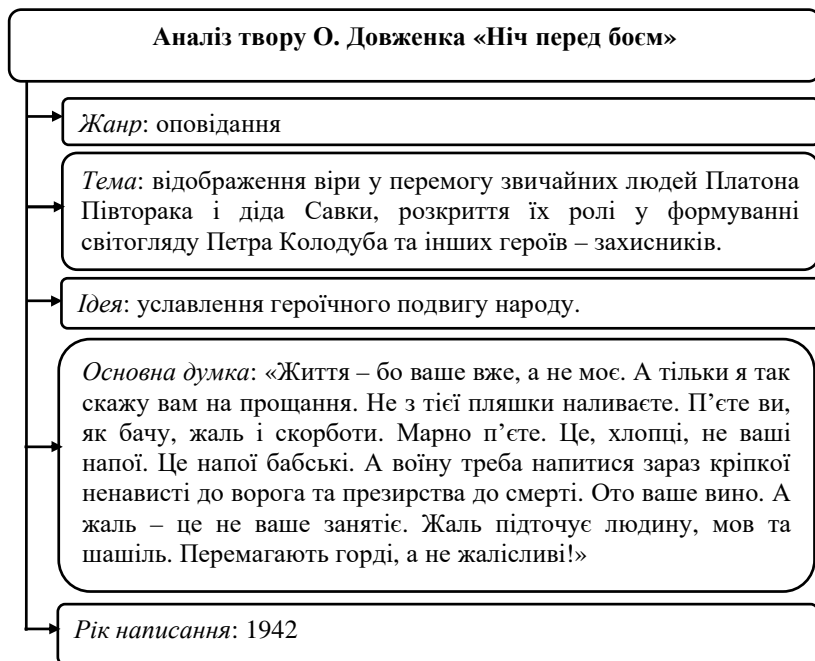 Аналіз твору О. Довженка «Ніч перед боєм»
Жанр: оповідання
Тема: відображення віри у перемогу звичайних людей Платона
Півторака і діда Савки, розкриття їх ролі у формуванні
світогляду Петра Колодуба та інших героїв – захисників.
Ідея: уславлення героїчного подвигу народу.
Основна думка: «Життя – бо ваше вже, а не моє. А тільки я так
скажу вам на прощання. Не з тієї пляшки наливаєте. П’єте ви,
як бачу, жаль і скорботи. Марно п’єте. Це, хлопці, не ваші
напої. Це напої бабські. А воїну треба напитися зараз кріпкої
ненависті до ворога та презирства до смерті. Ото ваше вино. А
жаль – це не ваше занятіє. Жаль підточує людину, мов та
шашіль. Перемагають горді, а не жалісливі!»
Рік написання: 1942